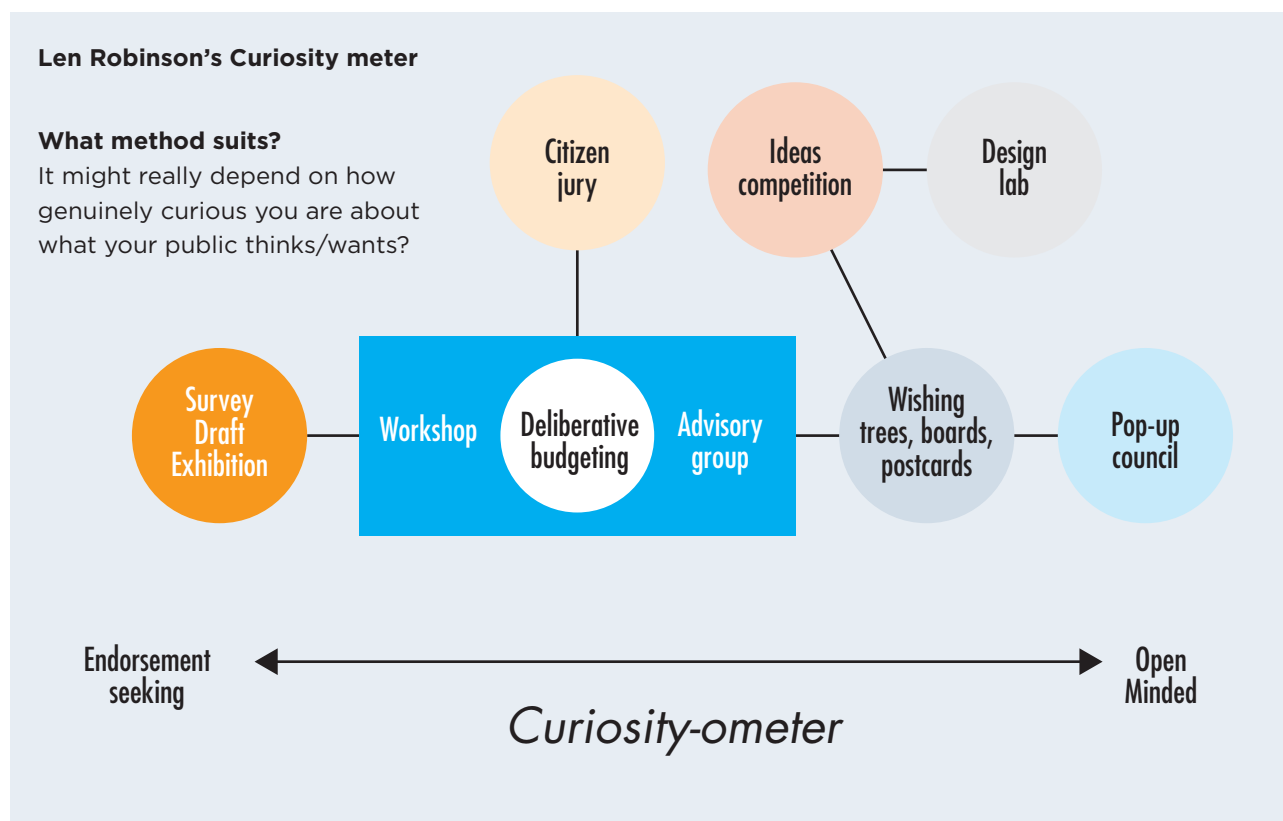 Len Robinson’s Curiosity meter
What method suits?
It might really depend on how
genuinely curious you are about
what your public thinks/wants?
Citizen
jury
Ideas
competition
Design
lab
Survey
Draft
Exhibition
Workshop
Deliberative
budgeting
Advisory
group
Wishing
trees, boards,
postcards
Pop-up
council
Endorsement
seeking
Open
Minded
Curiosity-ometer